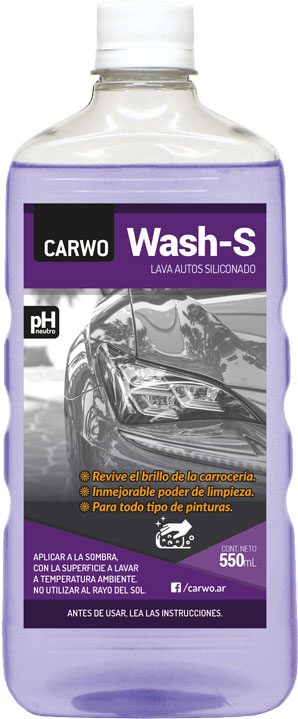 CARWO
Wash-S
LAVA AUTOS SILICONADO
pH
neutro
Revive el brillo de la carrocería.
Inmejorable poder de limpieza.
Para todo tipo de pinturas.
APLICAR A LA SOMBRA,
CON LA SUPERFICIE A LAVAR
A TEMPERATURA AMBIENTE.
NO UTILIZAR AL RAYO DEL SOL.
CONT. NETO
550mL
/carwo.ar
ANTES DE USAR, LEA LAS INSTRUCCIONES.